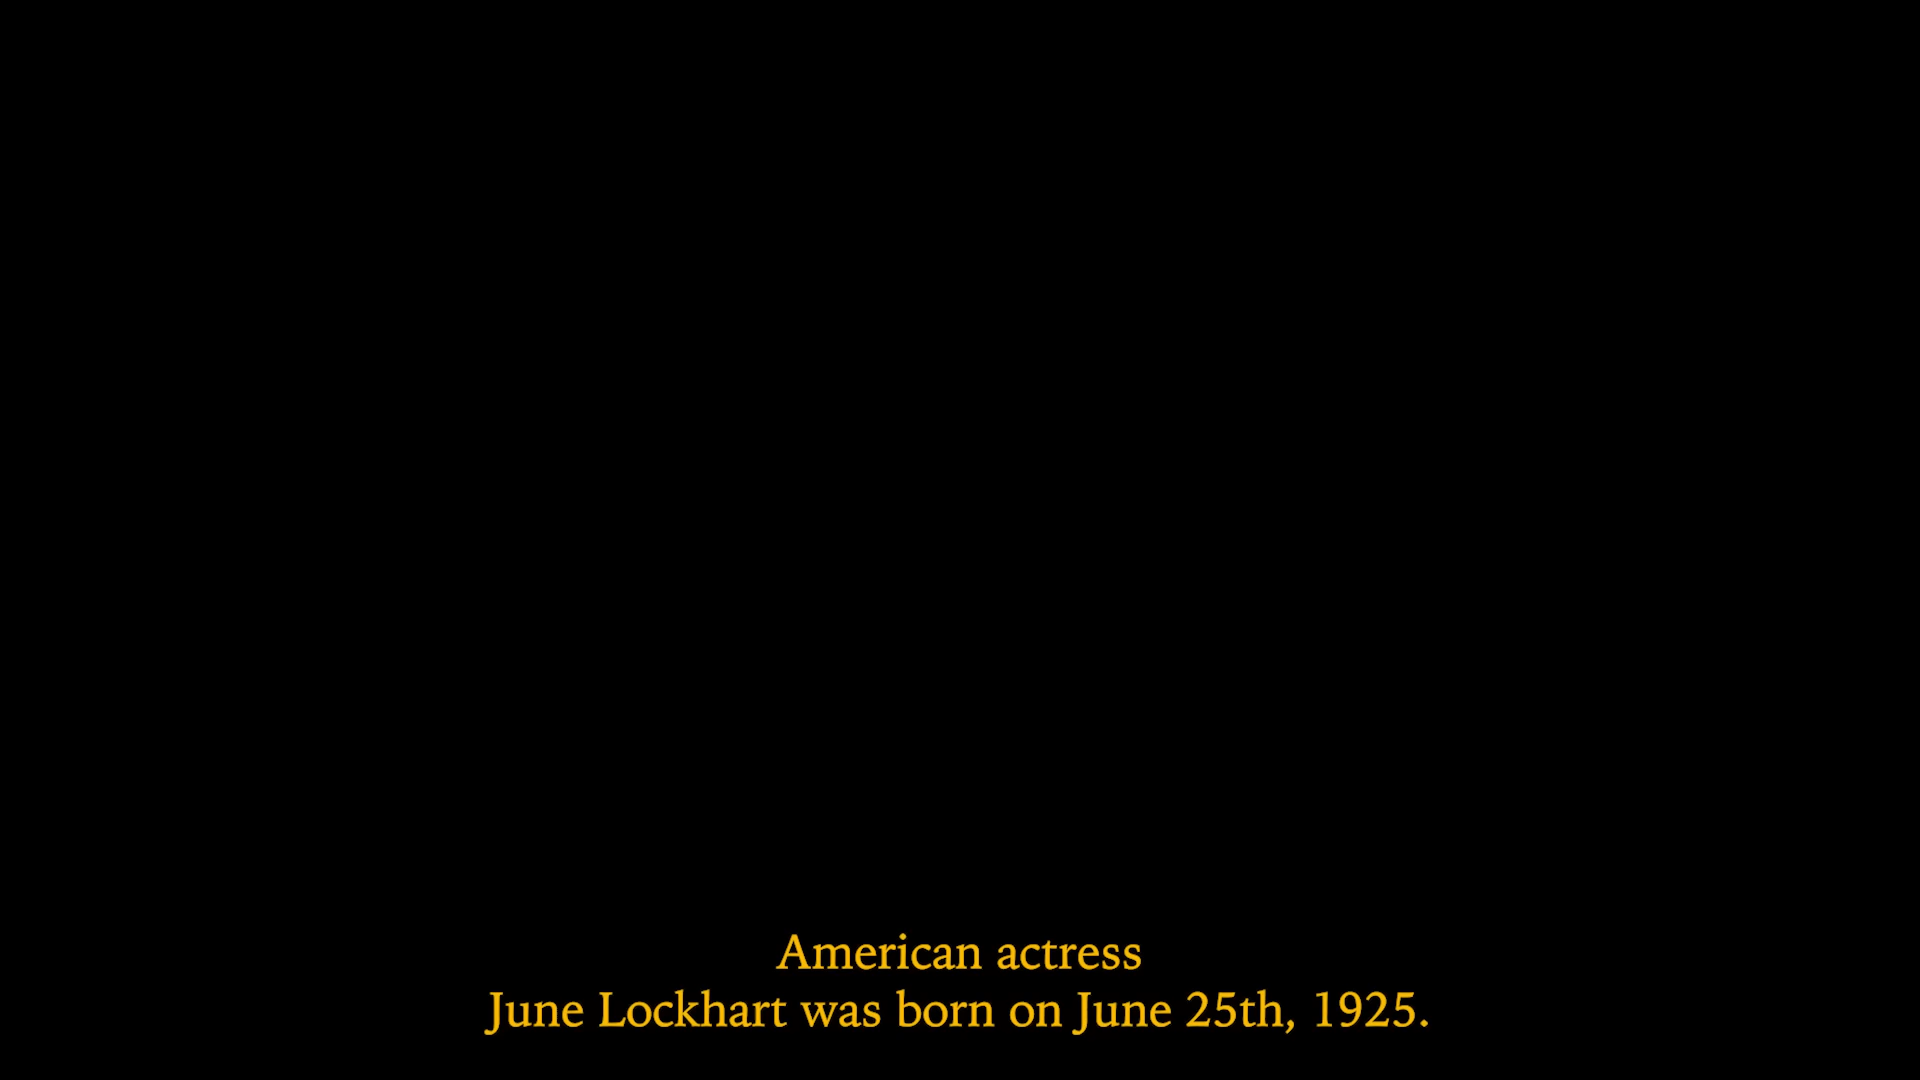 American actress
June Lockhart was born on June 25th, 1925.